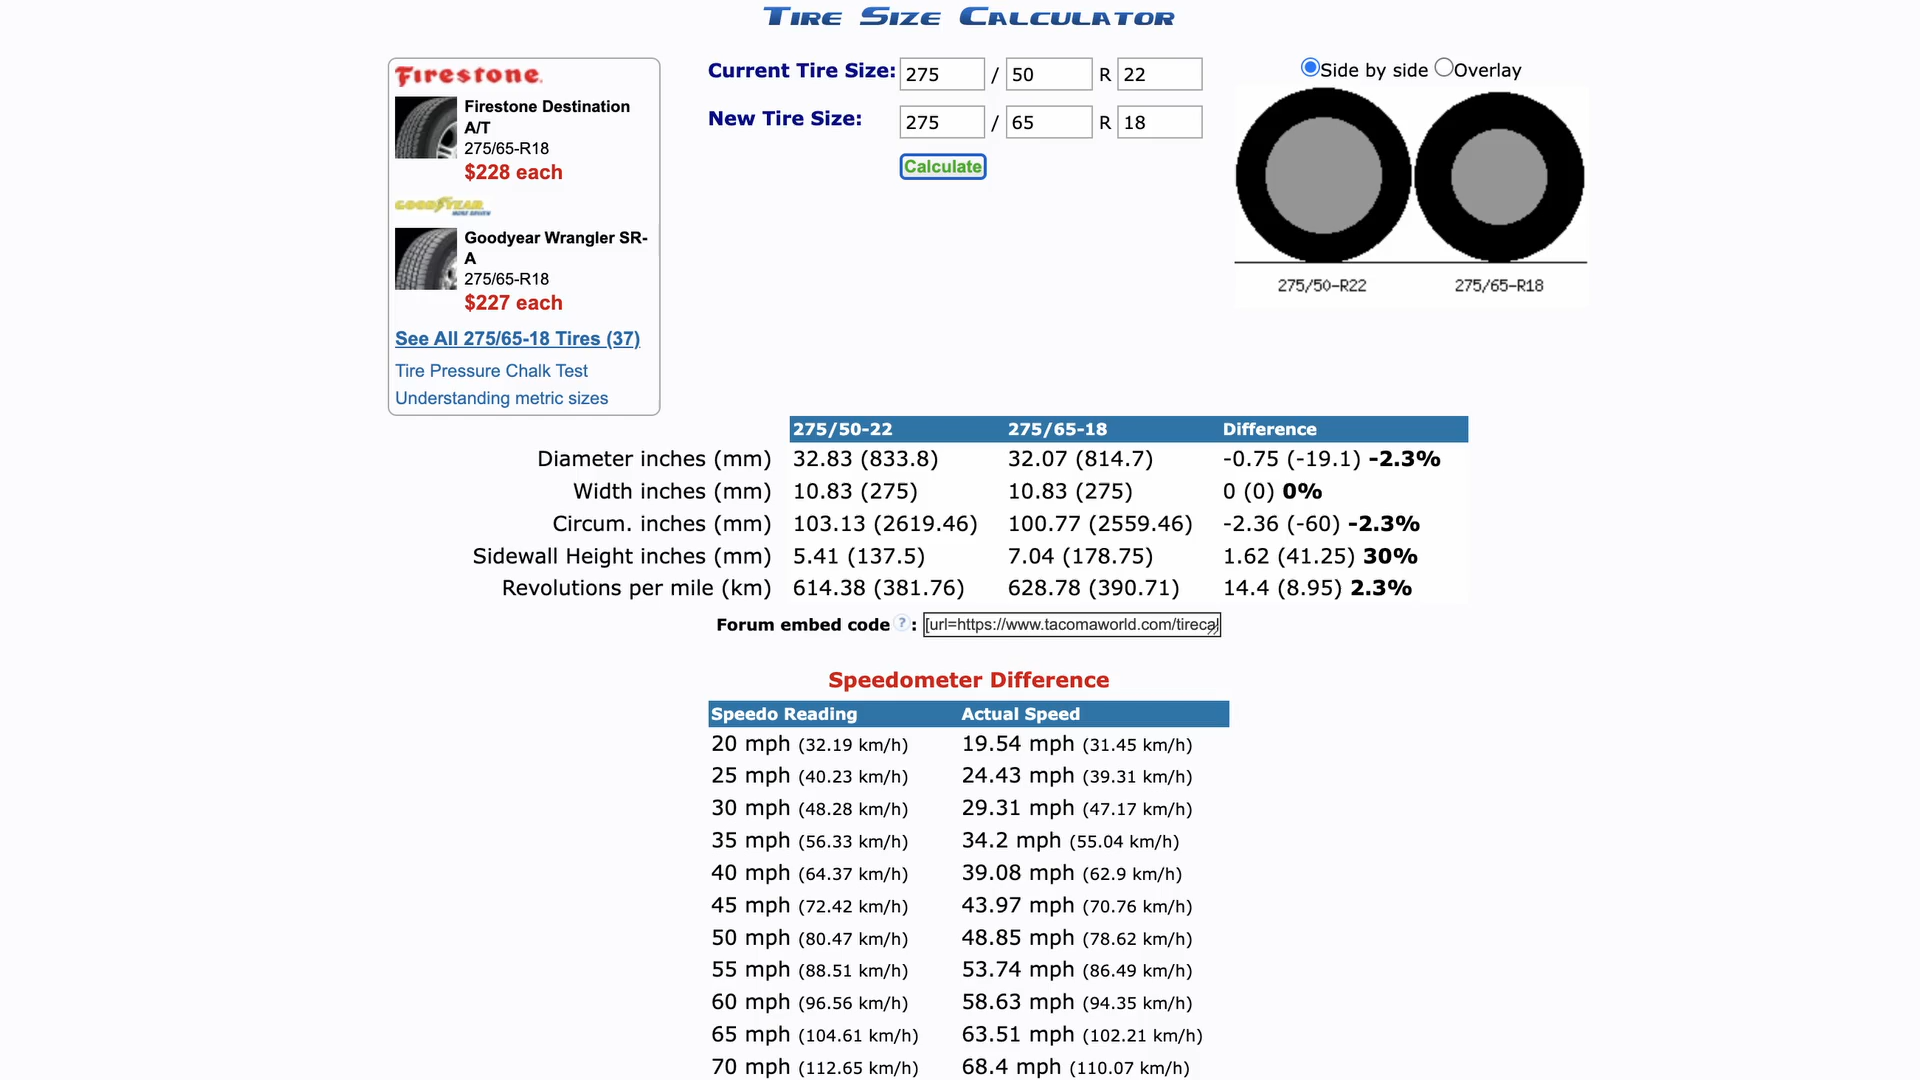 TIRE SIZE CALCULATOR
Firestone
Firestone Destination
A/T
275/65-R18
$228 each
GOODYEAR
MORE DRIVEN
Goodyear Wrangler SR-
A
275/65-R18
$227 each
See All 275/65-18 Tires (37)
Tire Pressure Chalk Test
Understanding metric sizes
Current Tire Size: 275 / 50 R 22
New Tire Size: 275 / 65 R 18
Calculate
Side by side Overlay
275/50-R22 275/65-R18
275/50-22 275/65-18 Difference
Diameter inches (mm) 32.83 (833.8) 32.07 (814.7) -0.75 (-19.1) -2.3%
Width inches (mm) 10.83 (275) 10.83 (275) 0 (0) 0%
Circum. inches (mm) 103.13 (2619.46) 100.77 (2559.46) -2.36 (-60) -2.3%
Sidewall Height inches (mm) 5.41 (137.5) 7.04 (178.75) 1.62 (41.25) 30%
Revolutions per mile (km) 614.38 (381.76) 628.78 (390.71) 14.4 (8.95) 2.3%
Forum embed code ? : [url=https://www.tacomaworld.com/tireca
Speedometer Difference
Speedo Reading Actual Speed
20 mph (32.19 km/h) 19.54 mph (31.45 km/h)
25 mph (40.23 km/h) 24.43 mph (39.31 km/h)
30 mph (48.28 km/h) 29.31 mph (47.17 km/h)
35 mph (56.33 km/h) 34.2 mph (55.04 km/h)
40 mph (64.37 km/h) 39.08 mph (62.9 km/h)
45 mph (72.42 km/h) 43.97 mph (70.76 km/h)
50 mph (80.47 km/h) 48.85 mph (78.62 km/h)
55 mph (88.51 km/h) 53.74 mph (86.49 km/h)
60 mph (96.56 km/h) 58.63 mph (94.35 km/h)
65 mph (104.61 km/h) 63.51 mph (102.21 km/h)
70 mph (112.65 km/h) 68.4 mph (110.07 km/h)